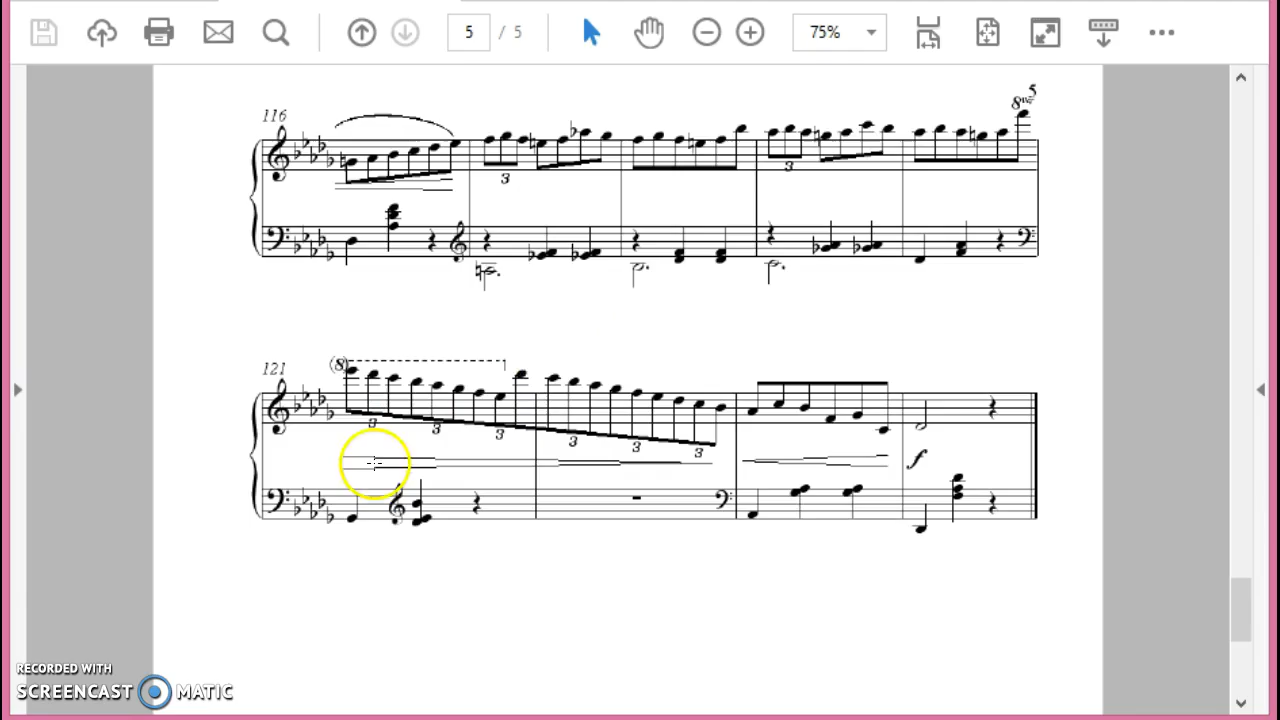 5 / 5 75%
5
116
8va
3 3
121
(8)
3 3 3 3 3 3
f
RECORDED WITH
SCREENCAST MATIC